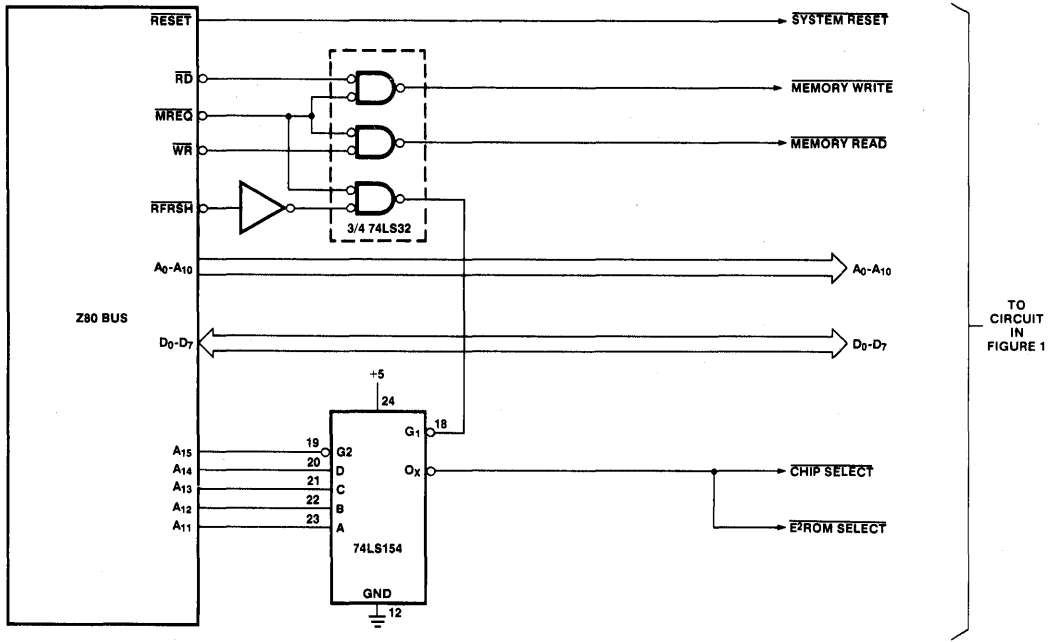 RESET
SYSTEM RESET
RD
MEMORY WRITE
MREQ
MEMORY READ
WR
RFRSH
3/4 74LS32
A0-A10
A0-A10
Z80 BUS
D0-D7
D0-D7
TO
CIRCUIT
IN
FIGURE 1
+5
24
G1
18
A15
19
G2
OX
CHIP SELECT
A14
20
D
A13
21
C
A12
22
B
A11
23
A
E2ROM SELECT
74LS154
GND
12